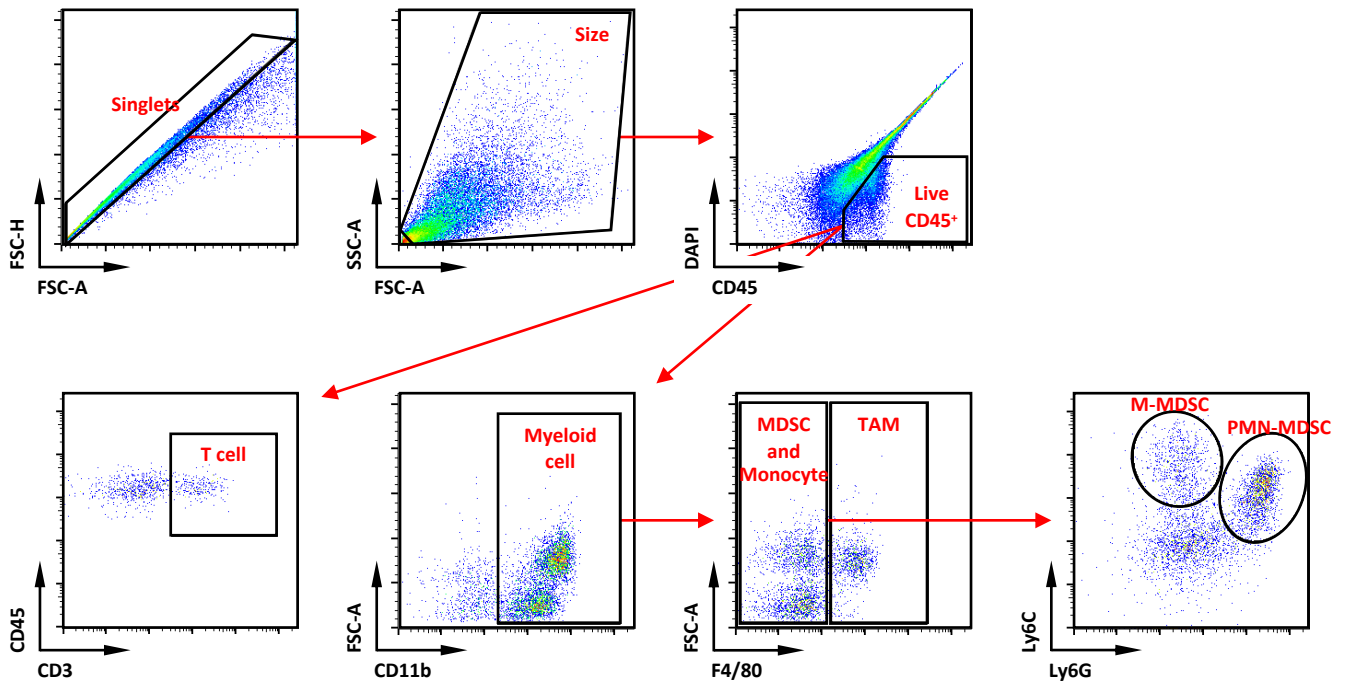 Singlets
FSC-H
FSC-A
Size
SSC-A
FSC-A
Live
CD45⁺
DAPI
CD45
T cell
CD45
CD3
Myeloid
cell
FSC-A
CD11b
MDSC
and
Monocyte
TAM
FSC-A
F4/80
M-MDSC
PMN-MDSC
Ly6C
Ly6G